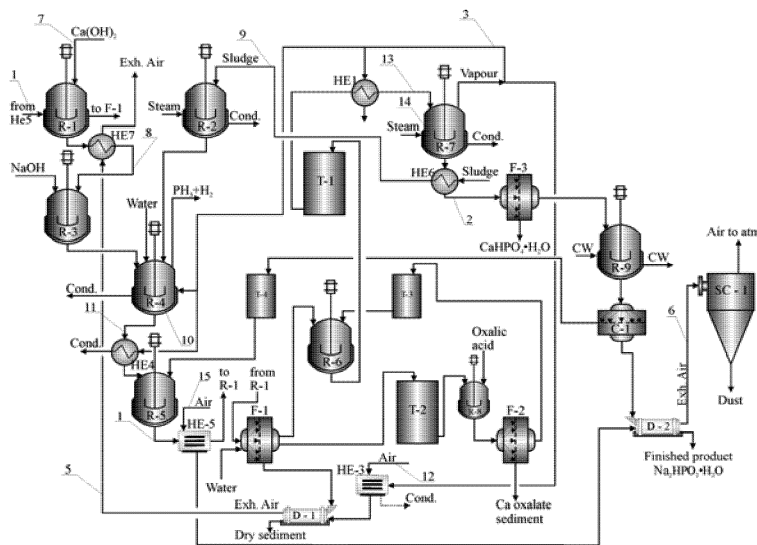 7
Ca(OH)₂
Exh. Air
9
Sludge
3
1
from He5
R-1
to F-1
HE7
8
Steam
R-2
Cond.
HE1
13
14
Vapour
Steam
R-7
Cond.
NaOH
R-3
Water
PH₃+H₂
T-1
HE6
Sludge
2
F-3
CaHPO₃•H₂O
CW
R-9
CW
Air to atm
SC - 1
Dust
Cond.
R-4
10
11
Cond.
HE4
T-4
R-6
T-3
C-1
6
Exh. Air
R-5
15
Air
to R-1
from R-1
1
HE-5
F-1
Water
T-2
Oxalic acid
R-8
F-2
Ca oxalate sediment
D - 2
Finished product
Na₂HPO₃•H₂O
5
Exh. Air
HE-3
Air
12
Cond.
D - 1
Dry sediment